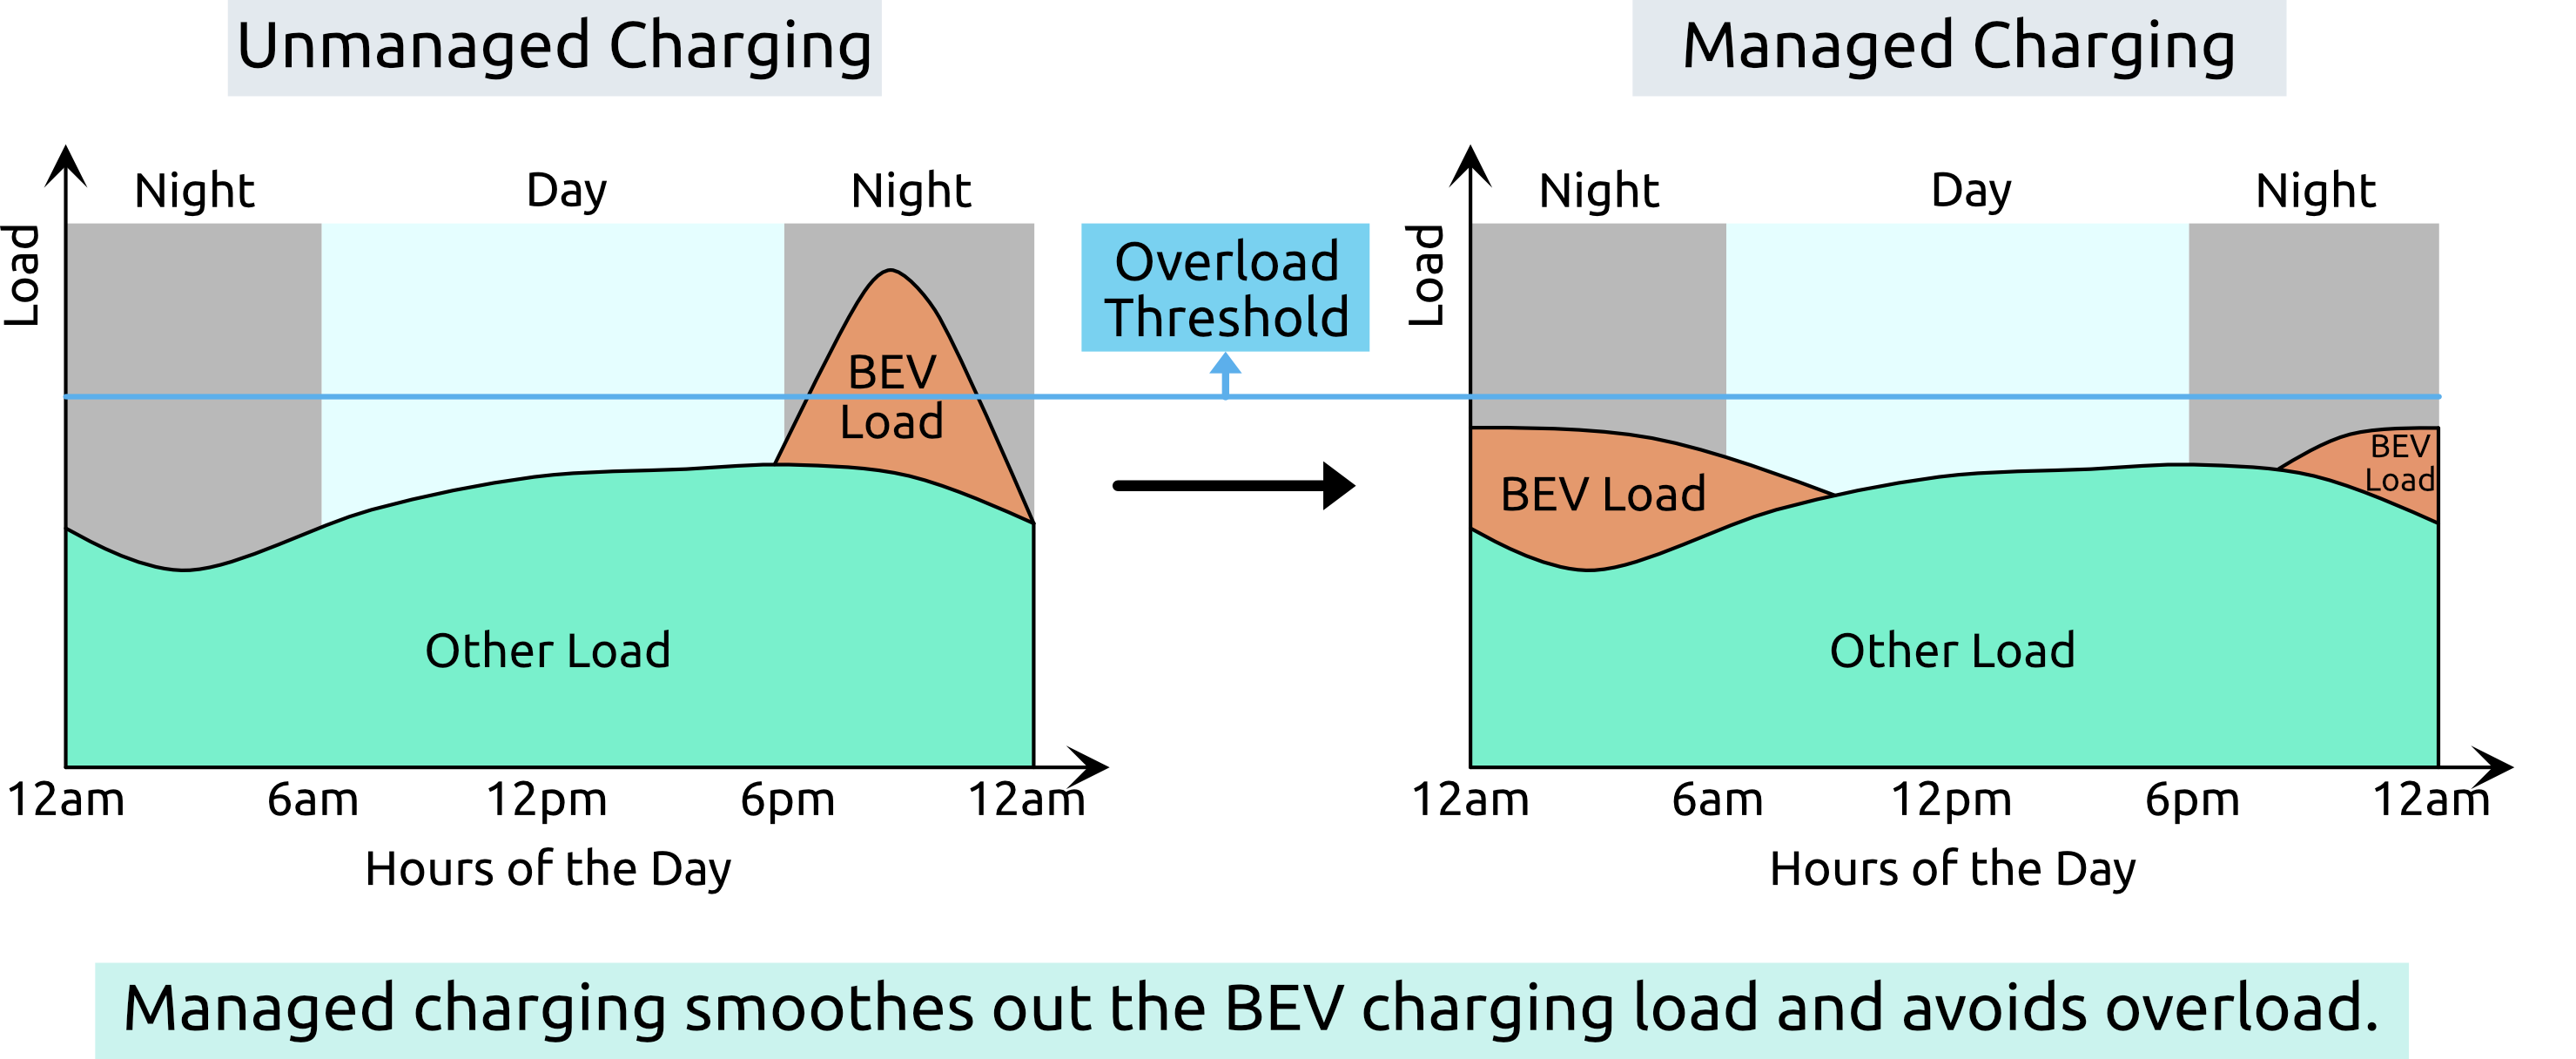 Unmanaged Charging
Managed Charging
Night
Day
Night
Load
BEV
Load
Other Load
12am
6am
12pm
6pm
12am
Hours of the Day
Overload
Threshold
Night
Day
Night
Load
BEV Load
BEV
Load
Other Load
12am
6am
12pm
6pm
12am
Hours of the Day
Managed charging smoothes out the BEV charging load and avoids overload.